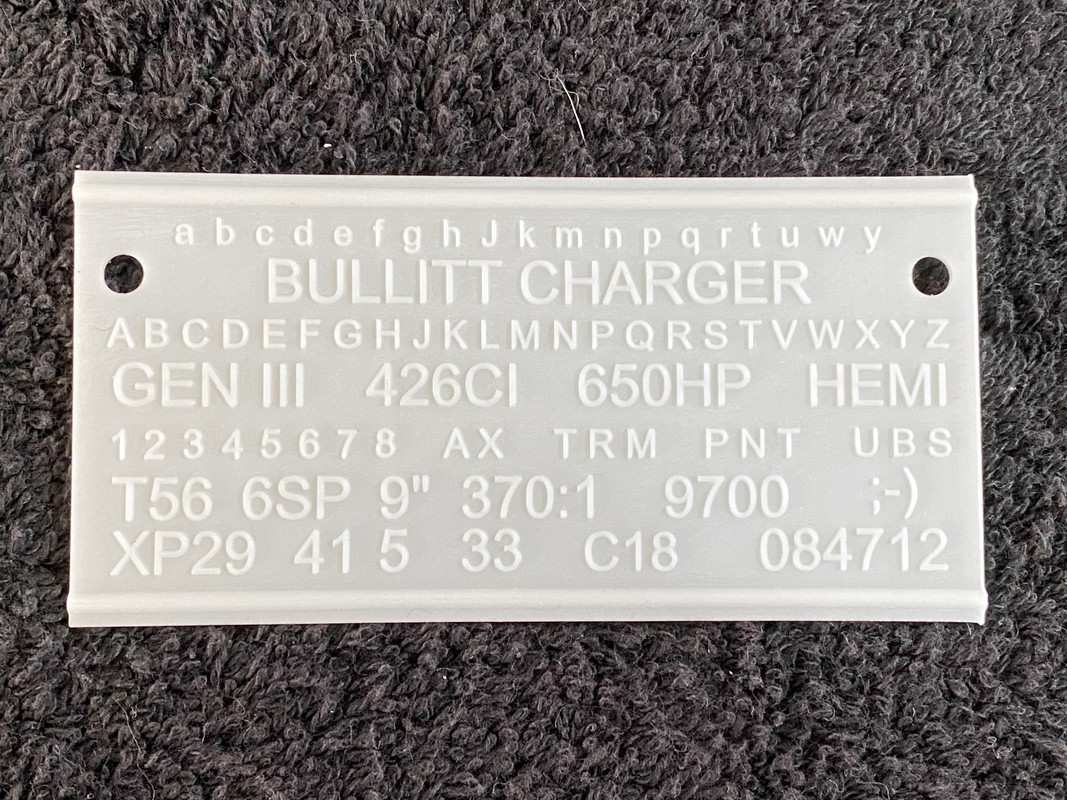 a b c d e f g h J k m n p q r t u w y
BULLITT CHARGER
A B C D E F G H J K L M N P Q R S T V W X Y Z
GEN III 426CI 650HP HEMI
1 2 3 4 5 6 7 8 AX TRM PNT UBS
T56 6SP 9" 370:1 9700 ;-)
XP29 41 5 33 C18 084712